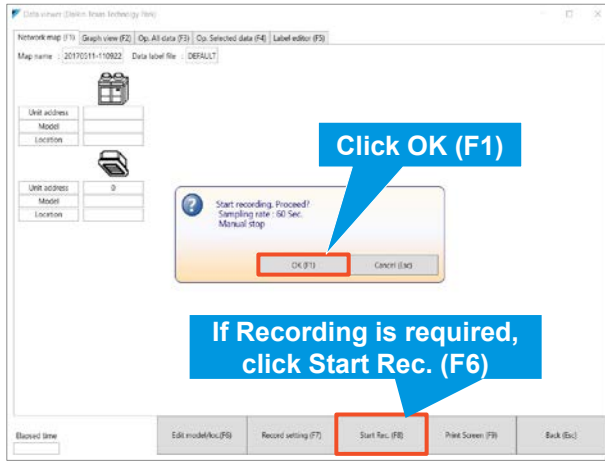 Data viewer (Daikin Texas Technology Park)
Network map (F1) Graph view (F2) Op. All data (F3) Op. Selected data (F4) Label editor (F5)
Map name : 20170511-110922 Data label file : DEFAULT
Unit address
Model
Location
Unit address 0
Model
Location
Click OK (F1)
Start recording. Proceed?
Sampling rate : 60 Sec.
Manual stop
OK (F1) Cancel (Esc)
If Recording is required,
click Start Rec. (F6)
Elapsed time
Edit model/loc.(F6) Record setting (F7) Start Rec. (F8) Print Screen (F9) Back (Esc)